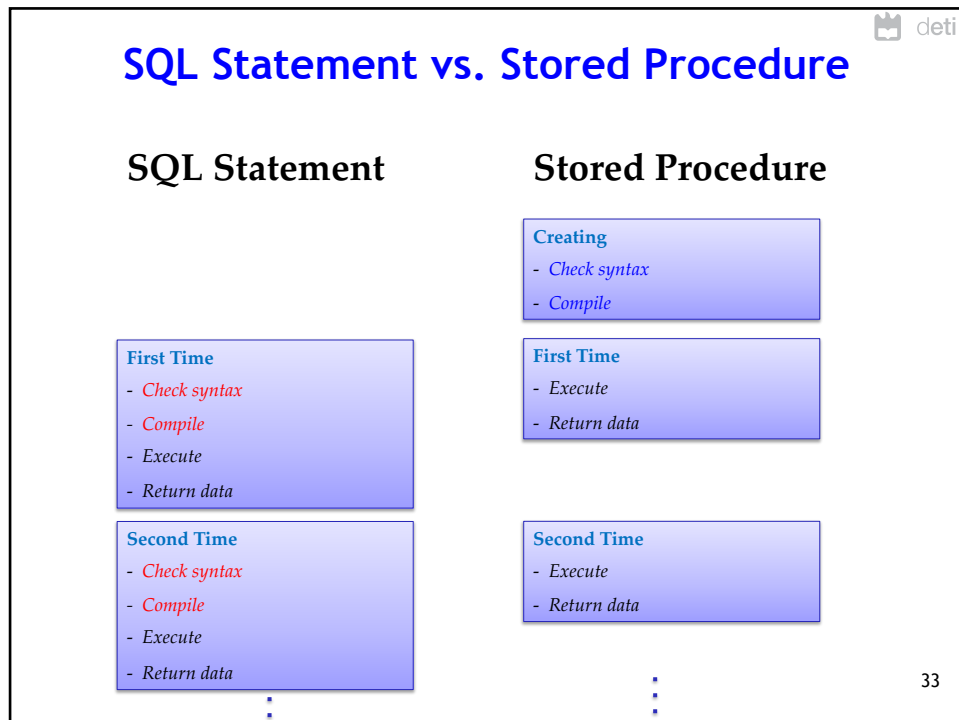 deti
SQL Statement vs. Stored Procedure
SQL Statement
First Time
- Check syntax
- Compile
- Execute
- Return data
Second Time
- Check syntax
- Compile
- Execute
- Return data
Stored Procedure
Creating
- Check syntax
- Compile
First Time
- Execute
- Return data
Second Time
- Execute
- Return data
33